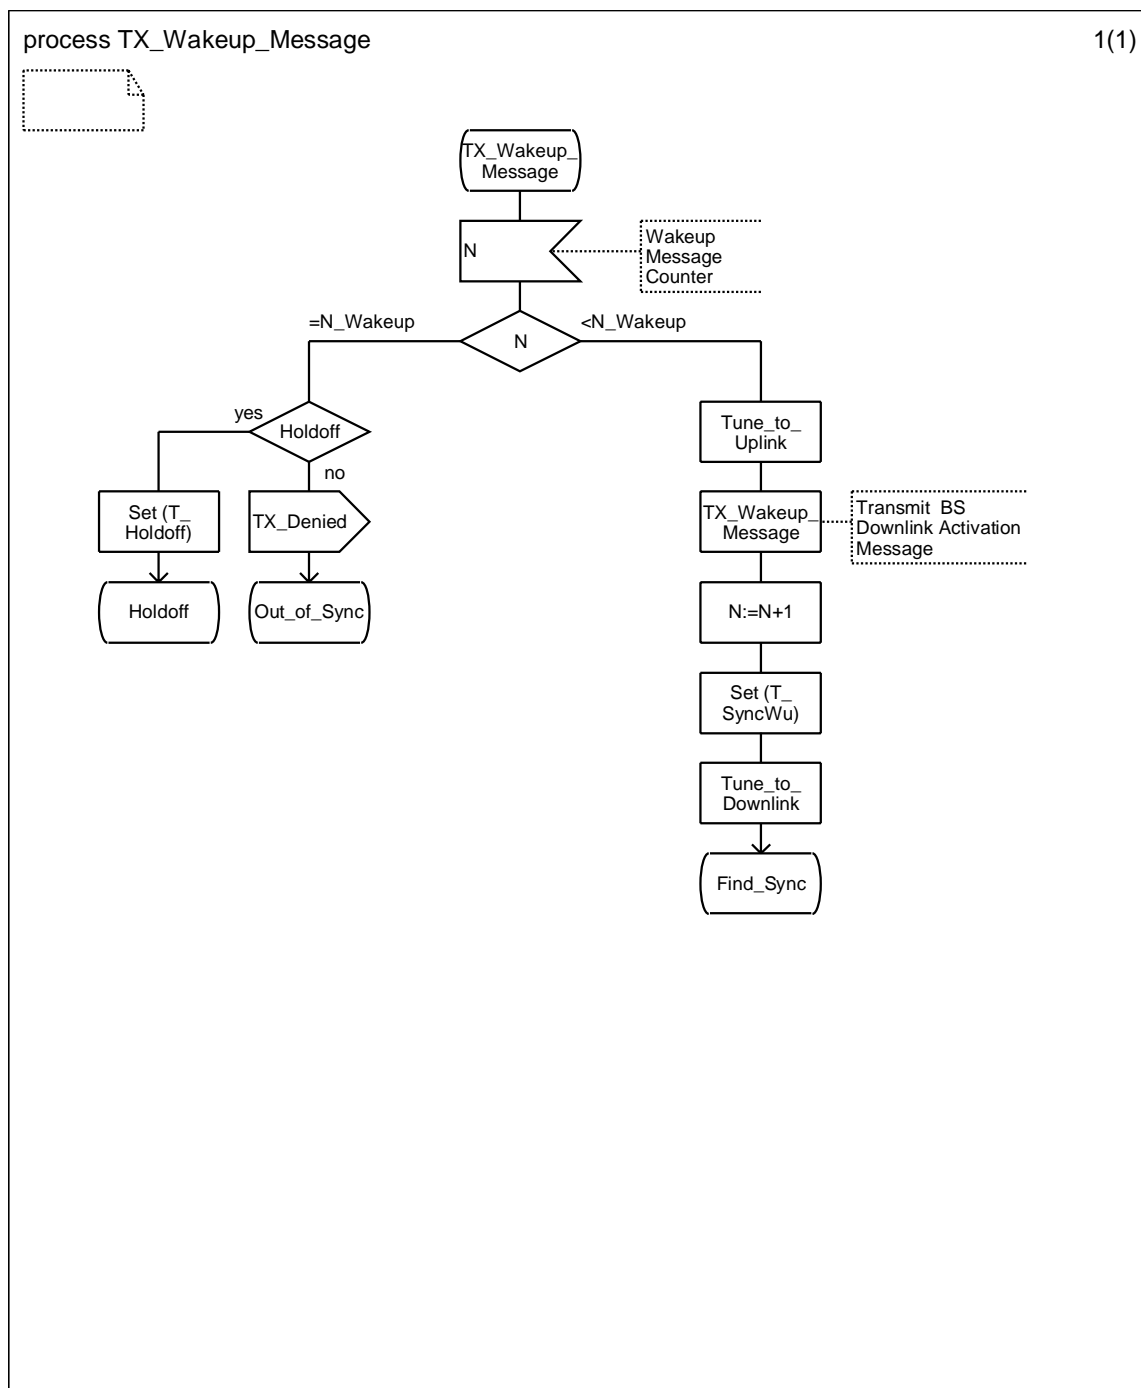 process TX_Wakeup_Message
1(1)
TX_Wakeup_
Message
N
Wakeup
Message
Counter
=N_Wakeup
N
<N_Wakeup
yes
Holdoff
no
Tune_to_
Uplink
Set (T_
Holdoff)
TX_Denied
TX_Wakeup_
Message
Transmit  BS
Downlink Activation
Message
Holdoff
Out_of_Sync
N:=N+1
Set (T_
SyncWu)
Tune_to_
Downlink
Find_Sync